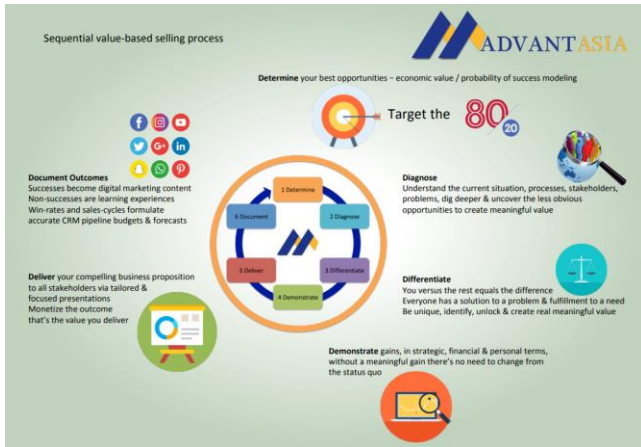 Sequential value-based selling process
ADVANTASIA
Determine your best opportunities – economic value / probability of success modeling
Target the 80/20
Document Outcomes
Successes become digital marketing content
Non-successes are learning experiences
Win-rates and sales-cycles formulate
accurate CRM pipeline budgets & forecasts
Diagnose
Understand the current situation, processes, stakeholders,
problems, dig deeper & uncover the less obvious
opportunities to create meaningful value
1 Determine
6 Document
2 Diagnose
5 Deliver
3 Differentiate
4 Demonstrate
Deliver your compelling business proposition
to all stakeholders via tailored &
focused presentations
Monetize the outcome
that's the value you deliver
Differentiate
You versus the rest equals the difference
Everyone has a solution to a problem & fulfillment to a need
Be unique, identify, unlock & create real meaningful value
Demonstrate gains, in strategic, financial & personal terms,
without a meaningful gain there's no need to change from
the status quo